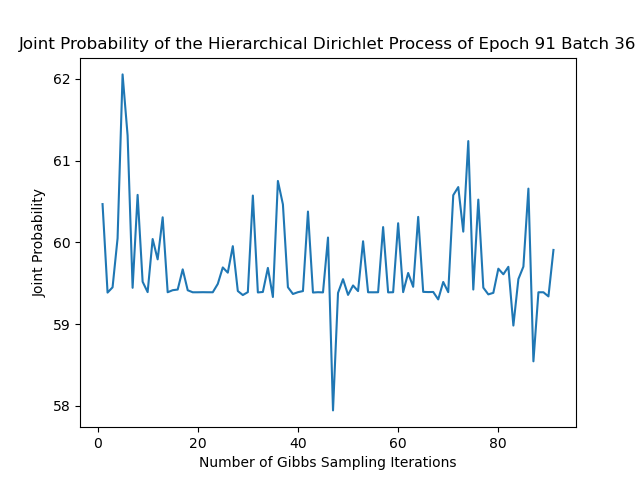 Joint Probability of the Hierarchical Dirichlet Process of Epoch 91 Batch 36
62
61
60
59
58
Joint Probability
0 20 40 60 80
Number of Gibbs Sampling Iterations